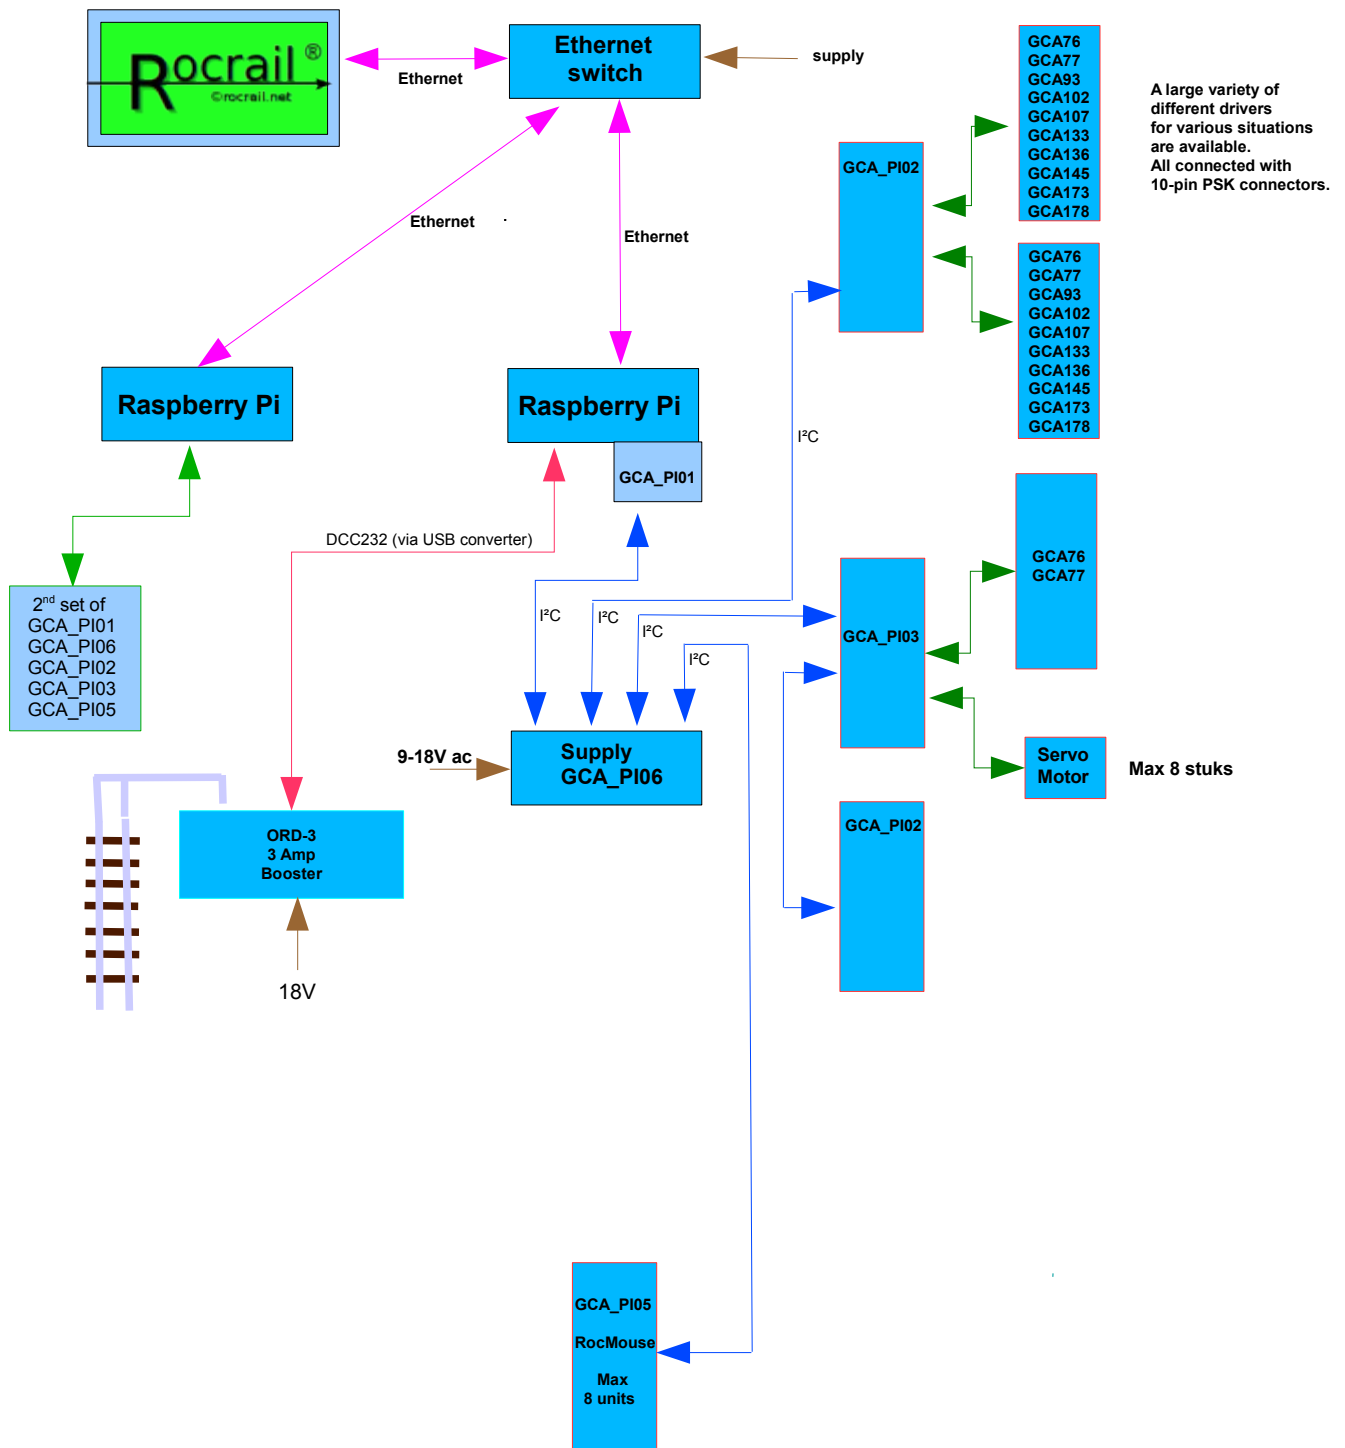 Rocrail ®
©rocrail.net
Ethernet
Ethernet
switch
supply
GCA76
GCA77
GCA93
GCA102
GCA107
GCA133
GCA136
GCA145
GCA173
GCA178
A large variety of
different drivers
for various situations
are available.
All connected with
10-pin PSK connectors.
GCA_PI02
Ethernet
Ethernet
GCA76
GCA77
GCA93
GCA102
GCA107
GCA133
GCA136
GCA145
GCA173
GCA178
Raspberry Pi
Raspberry Pi
GCA_PI01
I²C
DCC232 (via USB converter)
GCA76
GCA77
2nd set of
GCA_PI01
GCA_PI06
GCA_PI02
GCA_PI03
GCA_PI05
I²C
I²C
I²C
I²C
GCA_PI03
9-18V ac
Supply
GCA_PI06
Servo
Motor
Max 8 stuks
ORD-3
3 Amp
Booster
GCA_PI02
18V
GCA_PI05
RocMouse
Max
8 units